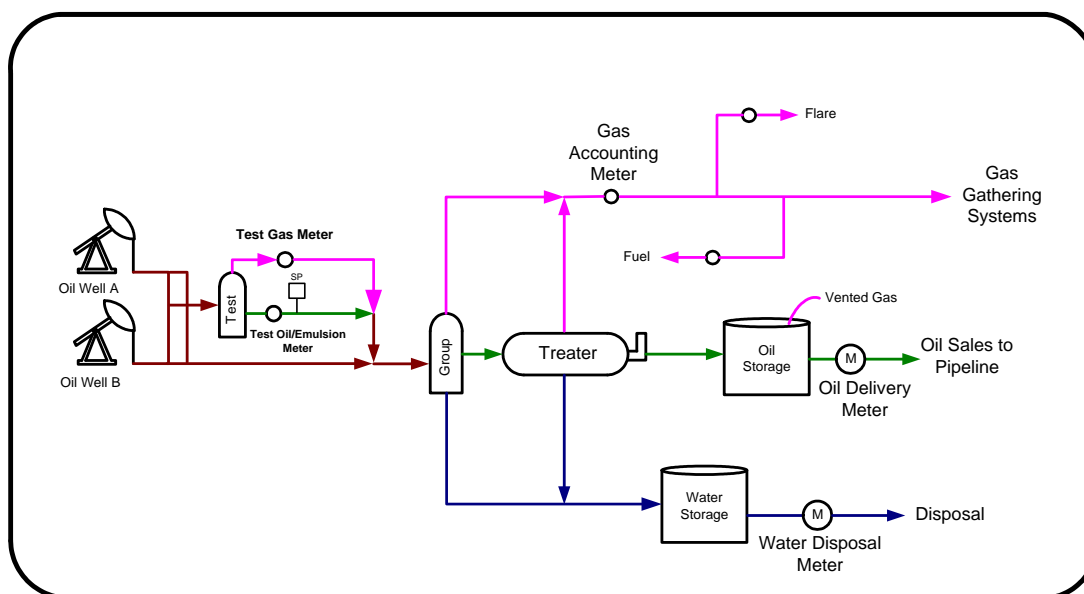 Flare
Gas
Accounting
Meter
Gas
Gathering
Systems
Fuel
Test Gas Meter
SP
Oil Well A
Test
Test Oil/Emulsion
Meter
Oil Well B
Group
Treater
Vented Gas
Oil
Storage
M
Oil Sales to
Pipeline
Oil Delivery
Meter
Water
Storage
M
Disposal
Water Disposal
Meter